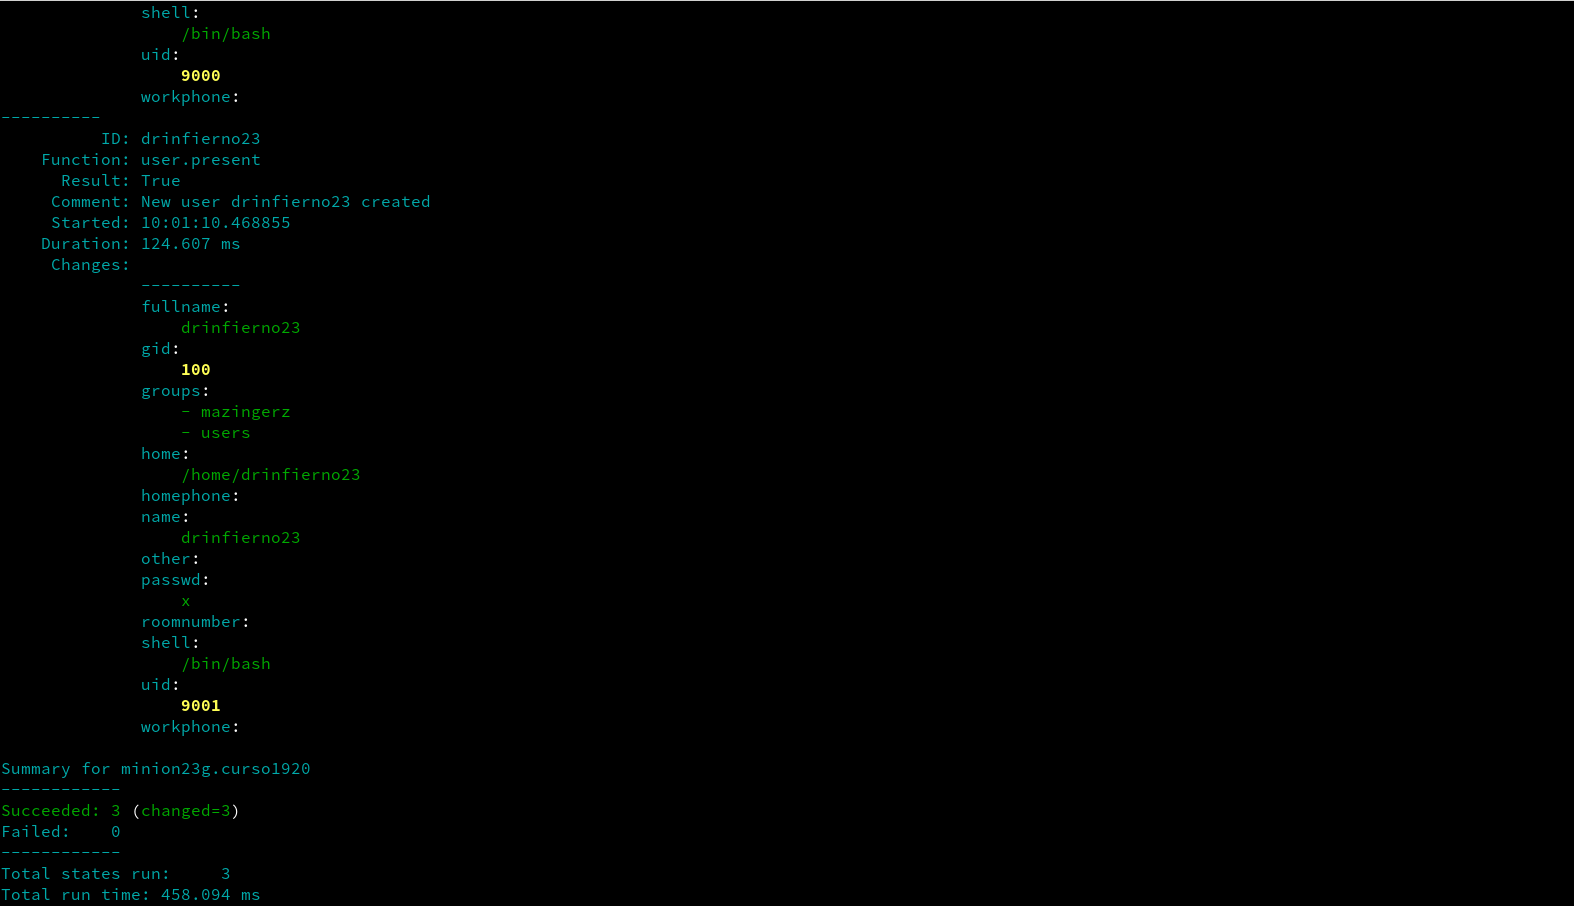 shell:
/bin/bash
uid:
9000
workphone:
----------
ID: drinfierno23
Function: user.present
Result: True
Comment: New user drinfierno23 created
Started: 10:01:10.468855
Duration: 124.607 ms
Changes:
----------
fullname:
drinfierno23
gid:
100
groups:
- mazingerz
- users
home:
/home/drinfierno23
homephone:
name:
drinfierno23
other:
passwd:
x
roomnumber:
shell:
/bin/bash
uid:
9001
workphone:
Summary for minion23g.curso1920
------------
Succeeded: 3 (changed=3)
Failed:    0
------------
Total states run:     3
Total run time: 458.094 ms